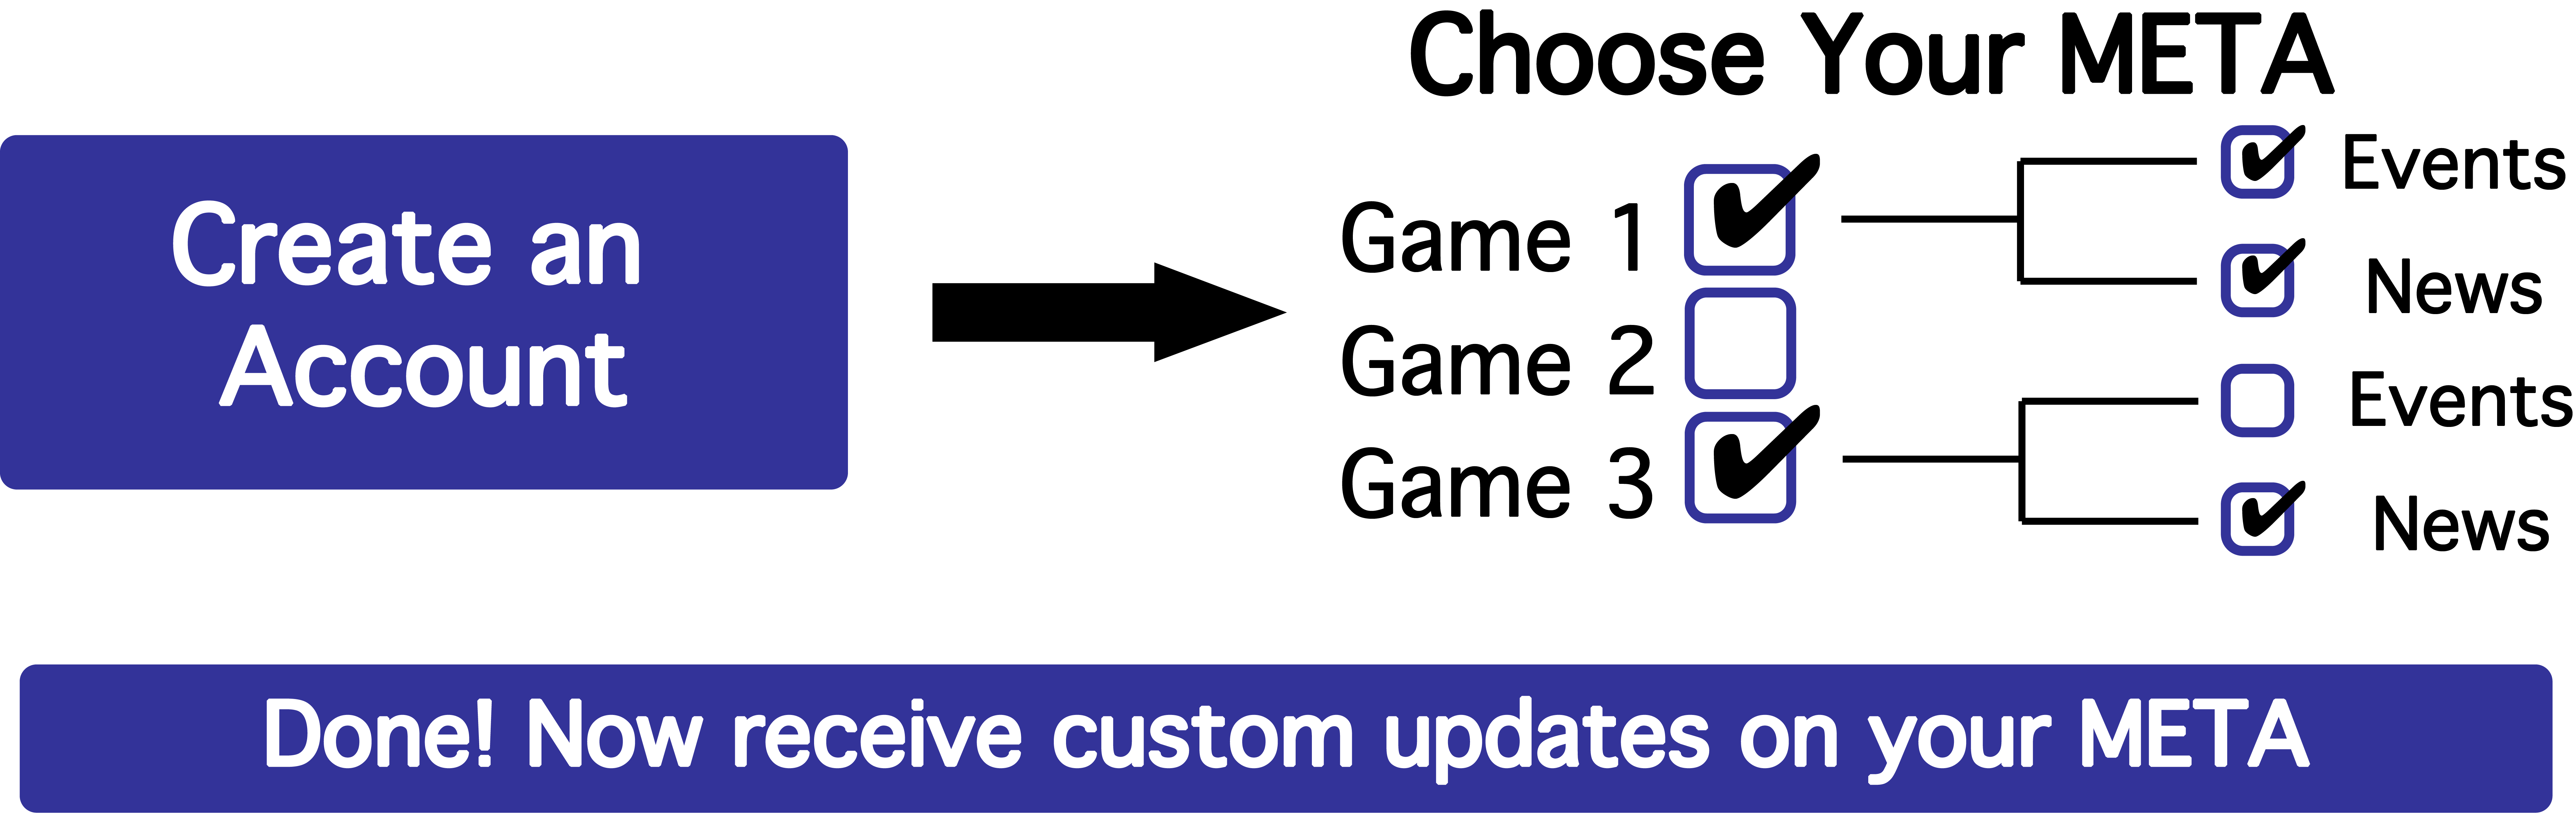 Create an
Account
Choose Your META
Game 1
Events
News
Game 2
Game 3
Events
News
Done! Now receive custom updates on your META